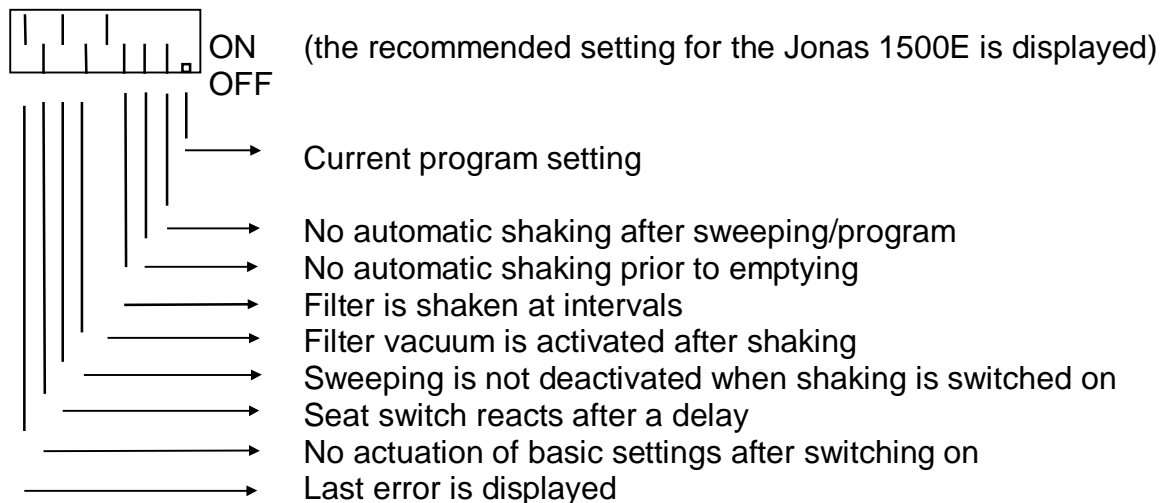 ON (the recommended setting for the Jonas 1500E is displayed)
OFF
Current program setting
No automatic shaking after sweeping/program
No automatic shaking prior to emptying
Filter is shaken at intervals
Filter vacuum is activated after shaking
Sweeping is not deactivated when shaking is switched on
Seat switch reacts after a delay
No actuation of basic settings after switching on
Last error is displayed